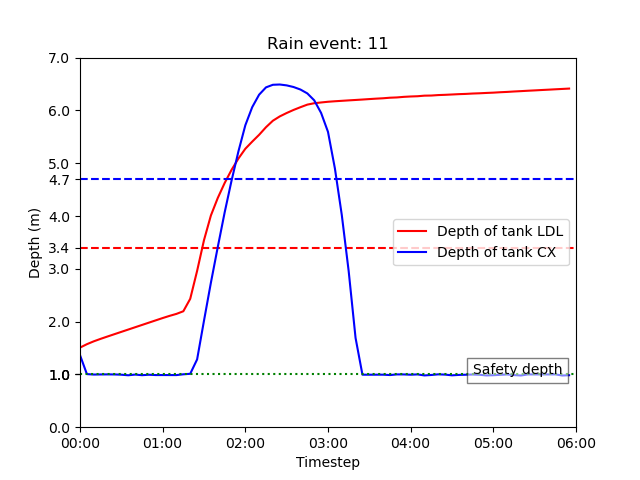 Rain event: 11
7.0
6.0
5.0
4.7
4.0
3.4
3.0
2.0
1.0
0.0
Depth (m)
Depth of tank LDL
Depth of tank CX
Safety depth
00:00 01:00 02:00 03:00 04:00 05:00 06:00
Timestep